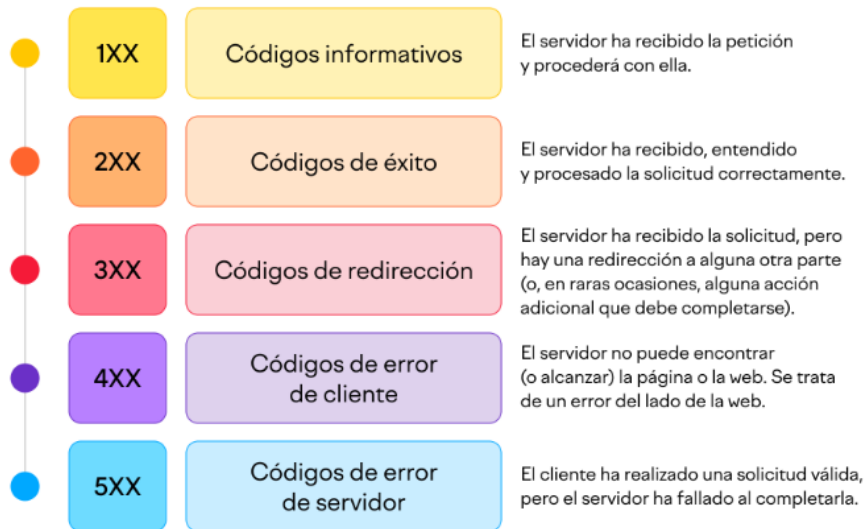 1XX
Códigos informativos
El servidor ha recibido la petición
y procederá con ella.
2XX
Códigos de éxito
El servidor ha recibido, entendido
y procesado la solicitud correctamente.
3XX
Códigos de redirección
El servidor ha recibido la solicitud, pero
hay una redirección a alguna otra parte
(o, en raras ocasiones, alguna acción
adicional que debe completarse).
4XX
Códigos de error
de cliente
El servidor no puede encontrar
(o alcanzar) la página o la web. Se trata
de un error del lado de la web.
5XX
Códigos de error
de servidor
El cliente ha realizado una solicitud válida,
pero el servidor ha fallado al completarla.